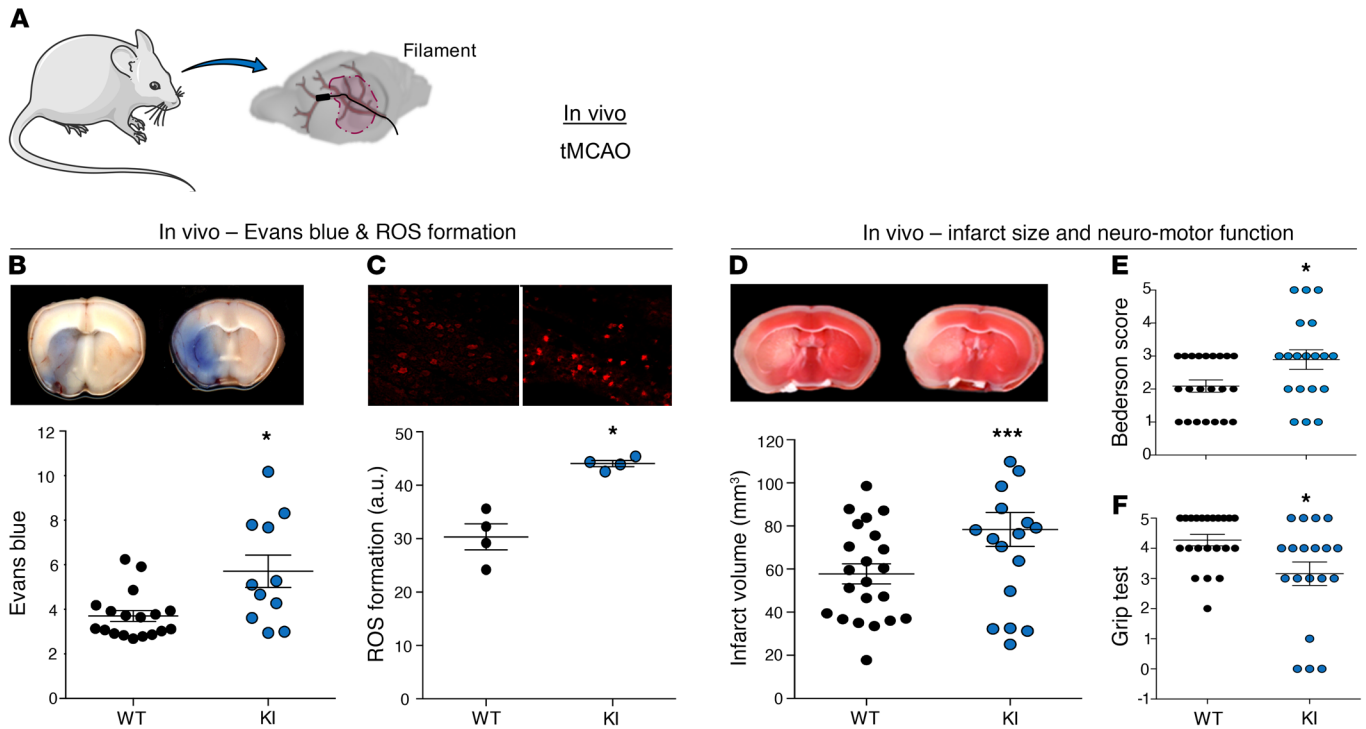 A
Filament
In vivo
tMCAO
In vivo – Evans blue & ROS formation
In vivo – infarct size and neuro-motor function
B
Evans blue
12
10
8
6
4
2
0
*
WT
KI
C
ROS formation (a.u.)
50
40
30
20
10
0
*
WT
KI
D
Infarct volume (mm³)
120
100
80
60
40
20
0
***
WT
KI
E
Bederson score
5
4
3
2
1
0
*
F
Grip test
5
4
3
2
1
0
-1
*
WT
KI